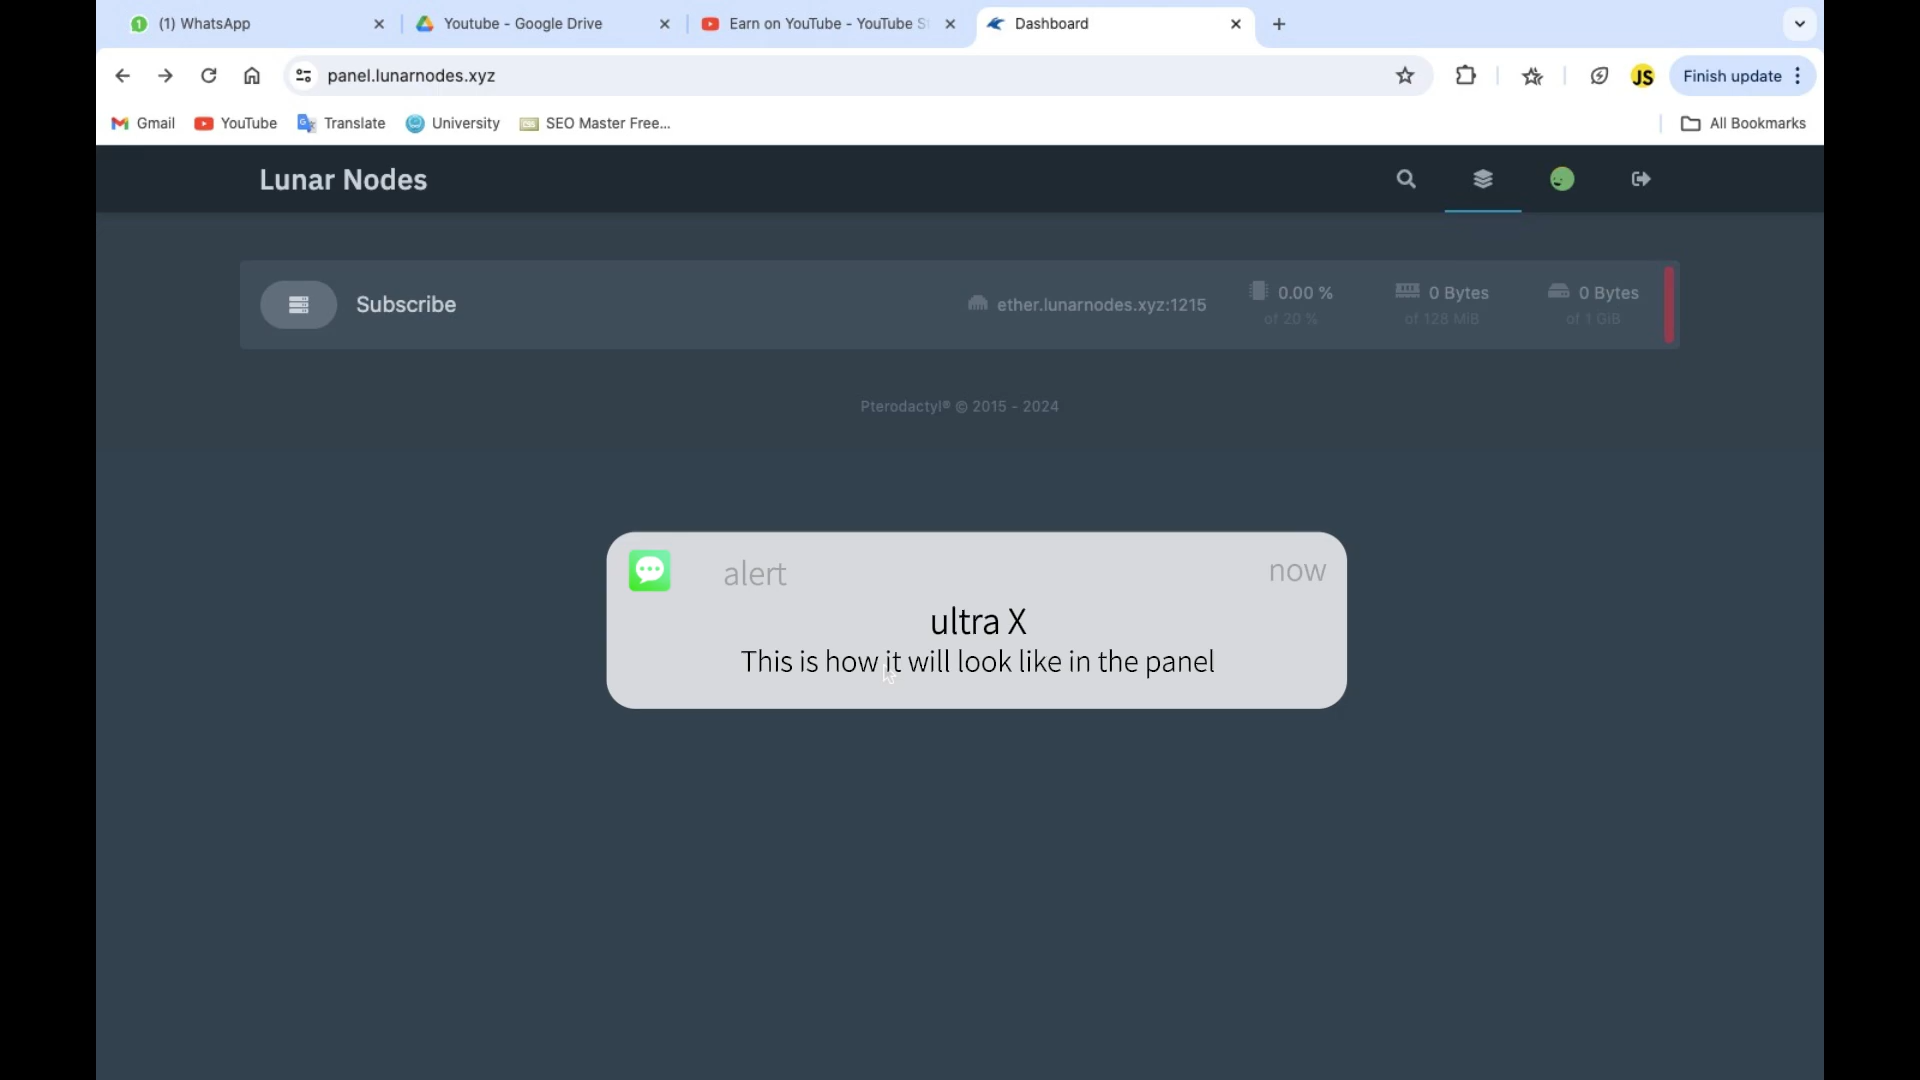 (1) WhatsApp
Youtube - Google Drive
Earn on YouTube - YouTube S
Dashboard
panel.lunarnodes.xyz
JS
Finish update
Gmail
YouTube
Translate
University
SEO Master Free...
All Bookmarks
Lunar Nodes
Subscribe
ether.lunarnodes.xyz:1215
0.00 %
of 20 %
0 Bytes
of 128 MiB
0 Bytes
of 1 GiB
Pterodactyl® © 2015 - 2024
alert
now
ultra X
This is how it will look like in the panel